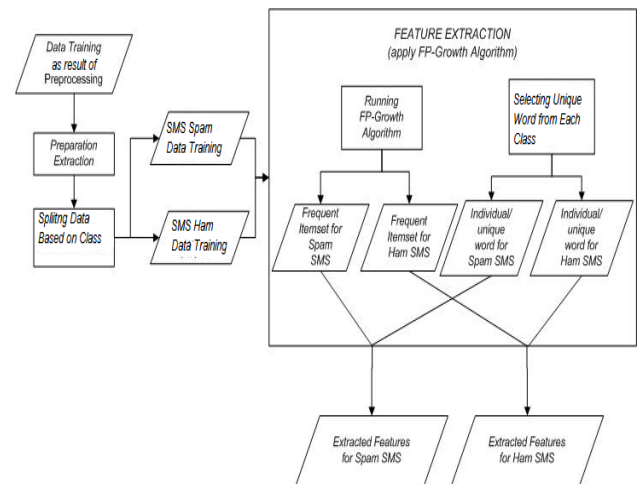 Data Training
as result of
Preprocessing
Preparation
Extraction
Spliitng Data
Based on Class
SMS Spam
Data Training
SMS Ham
Data Training
FEATURE EXTRACTION
(apply FP-Growth Algorithm)
Running
FP-Growth
Algorithm
Selecting Unique
Word from Each
Class
Frequent
Itemset for
Spam
SMS
Frequent
Itemset for
Ham SMS
Individual/
unique word for
Spam SMS
Individual/
unique
word for
Ham SMS
Extracted Features
for Spam SMS
Extracted Features
for Ham SMS